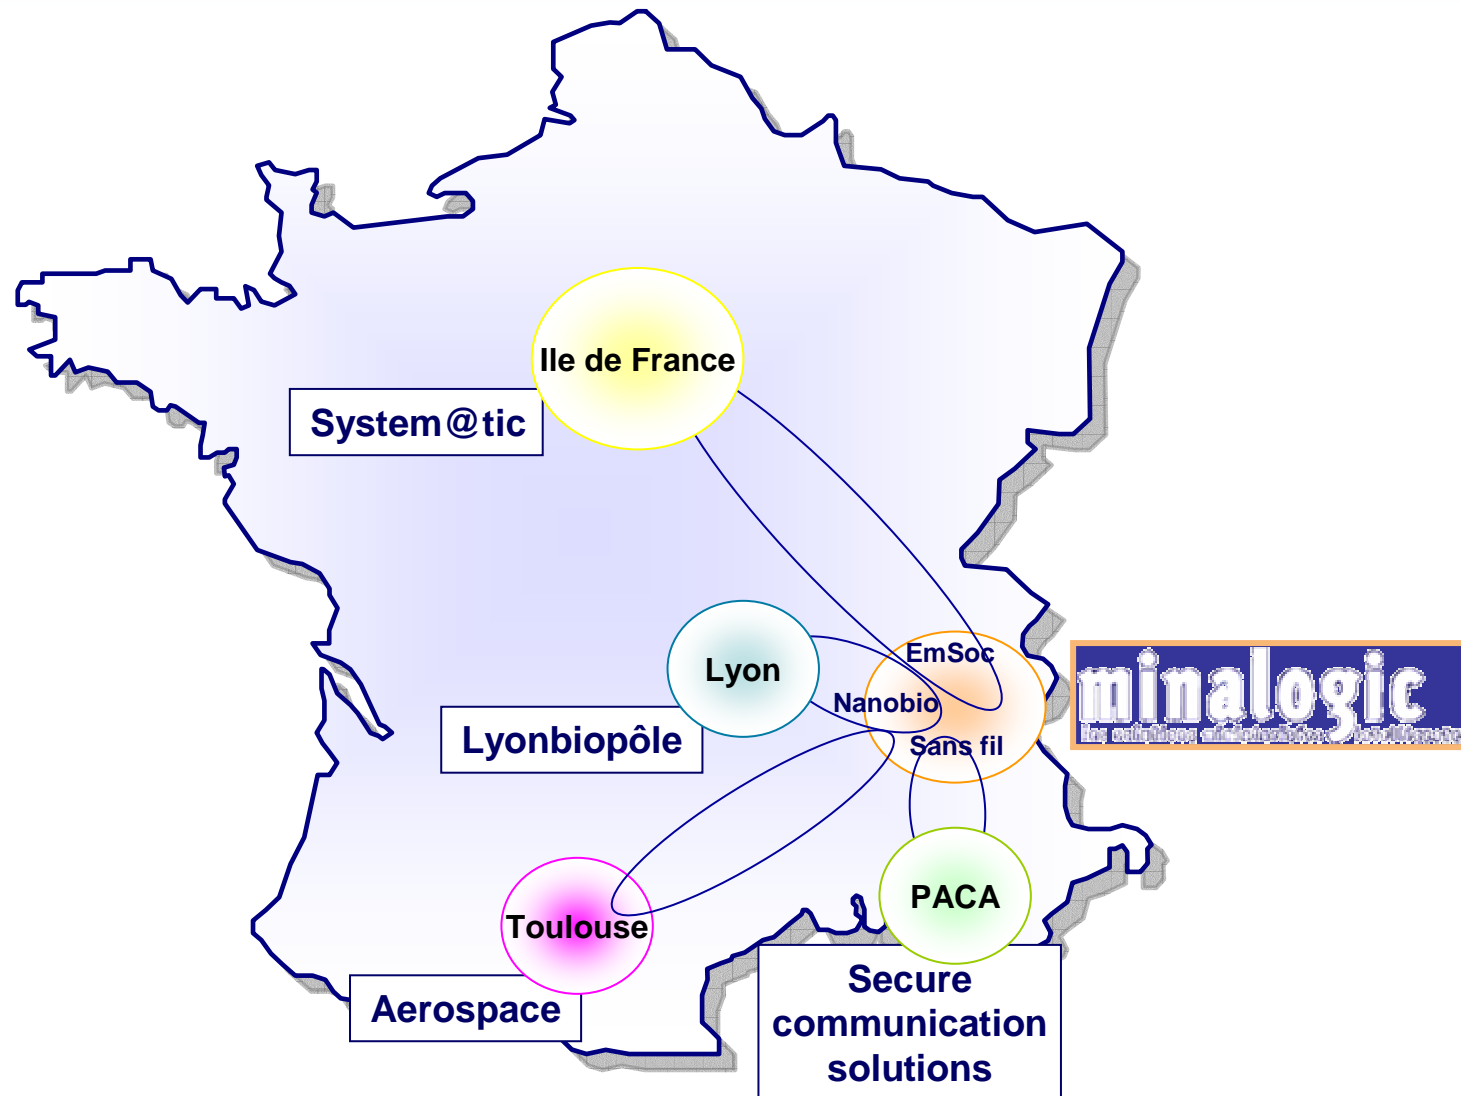 Ile de France
System@tic
EmSoc
Lyon
Nanobio
minalogic
Lyonbiopôle
Sans fil
PACA
Toulouse
Aerospace
Secure
communication
solutions